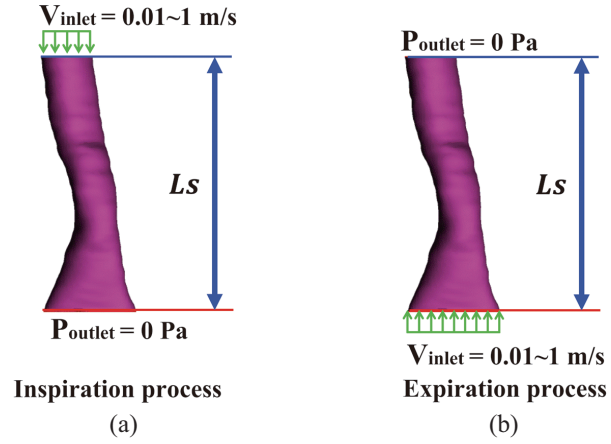 Vinlet = 0.01~1 m/s
Ls
Poutlet = 0 Pa
Inspiration process
(a)
Poutlet = 0 Pa
Ls
Vinlet = 0.01~1 m/s
Expiration process
(b)